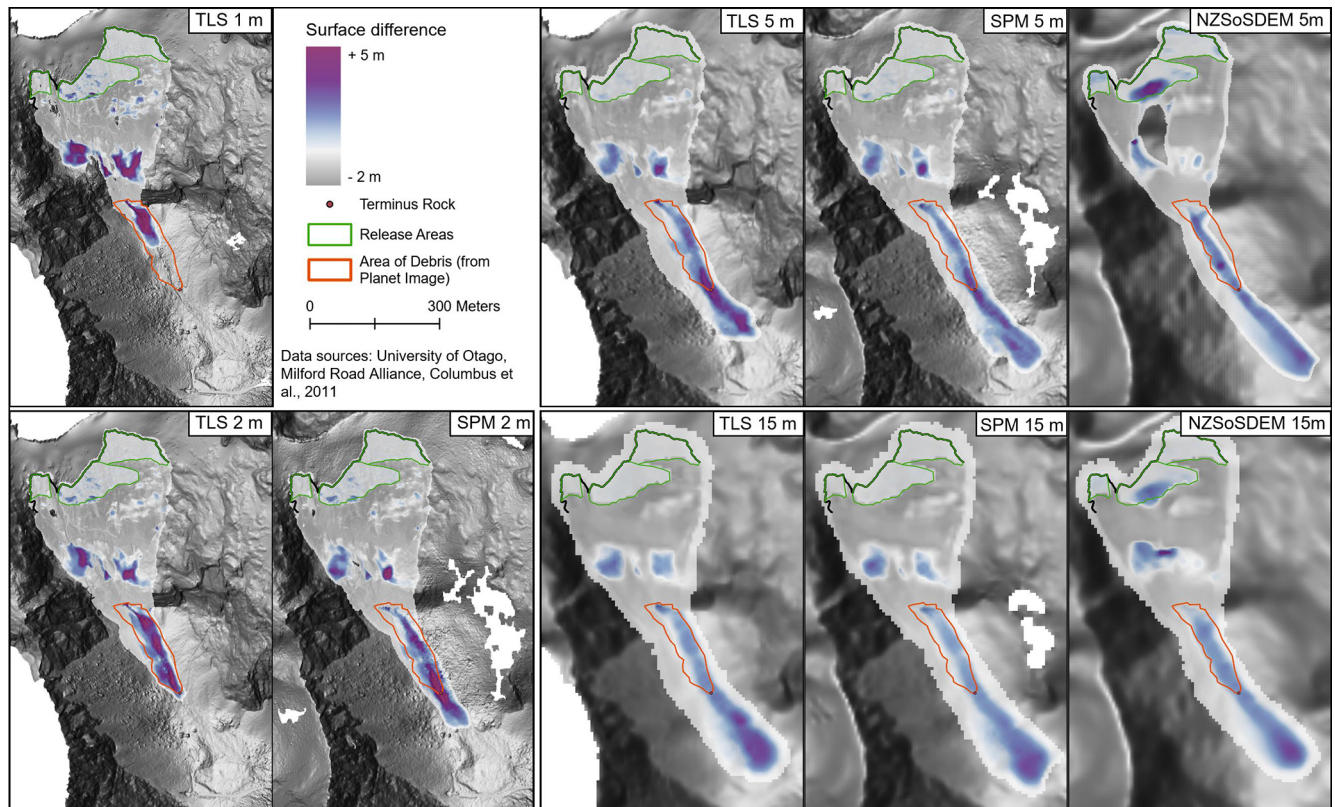 TLS 1 m
Surface difference
+ 5 m
- 2 m
Terminus Rock
Release Areas
Area of Debris (from
Planet Image)
0
300 Meters
Data sources: University of Otago,
Milford Road Alliance, Columbus et
al., 2011
TLS 5 m
SPM 5 m
NZSoSDEM 5m
TLS 2 m
SPM 2 m
TLS 15 m
SPM 15 m
NZSoSDEM 15m